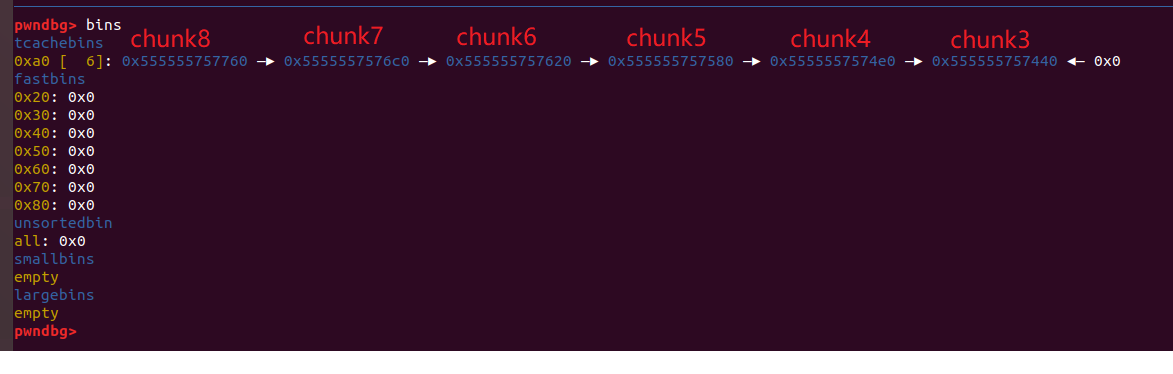 pwndbg> bins
tcachebins
chunk8 chunk7 chunk6 chunk5 chunk4 chunk3
0xa0 [  6]: 0x555555757760 —▸ 0x5555557576c0 —▸ 0x555555757620 —▸ 0x555555757580 —▸ 0x5555557574e0 —▸ 0x555555757440 ◂— 0x0
fastbins
0x20: 0x0
0x30: 0x0
0x40: 0x0
0x50: 0x0
0x60: 0x0
0x70: 0x0
0x80: 0x0
unsortedbin
all: 0x0
smallbins
empty
largebins
empty
pwndbg>